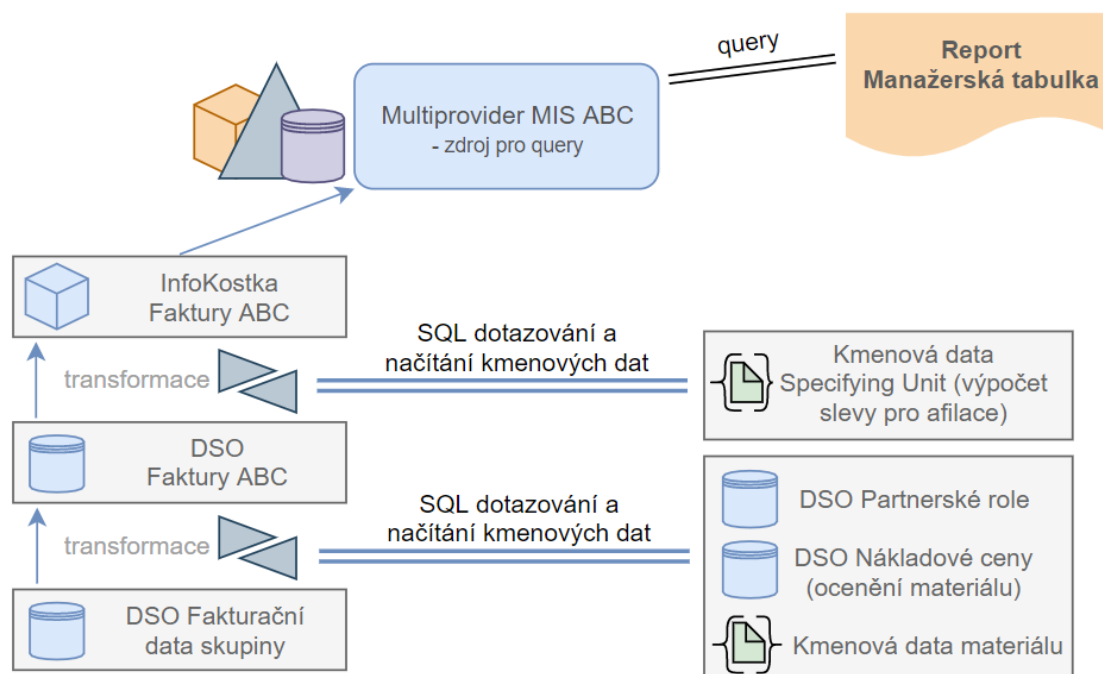 query
Report
Manažerská tabulka
Multiprovider MIS ABC
- zdroj pro query
InfoKostka
Faktury ABC
transformace
SQL dotazování a
načítání kmenových dat
Kmenová data
Specifying Unit (výpočet
slevy pro afilace)
DSO
Faktury ABC
transformace
SQL dotazování a
načítání kmenových dat
DSO Partnerské role
DSO Nákladové ceny
(ocenění materiálu)
Kmenová data materiálu
DSO Fakturační
data skupiny